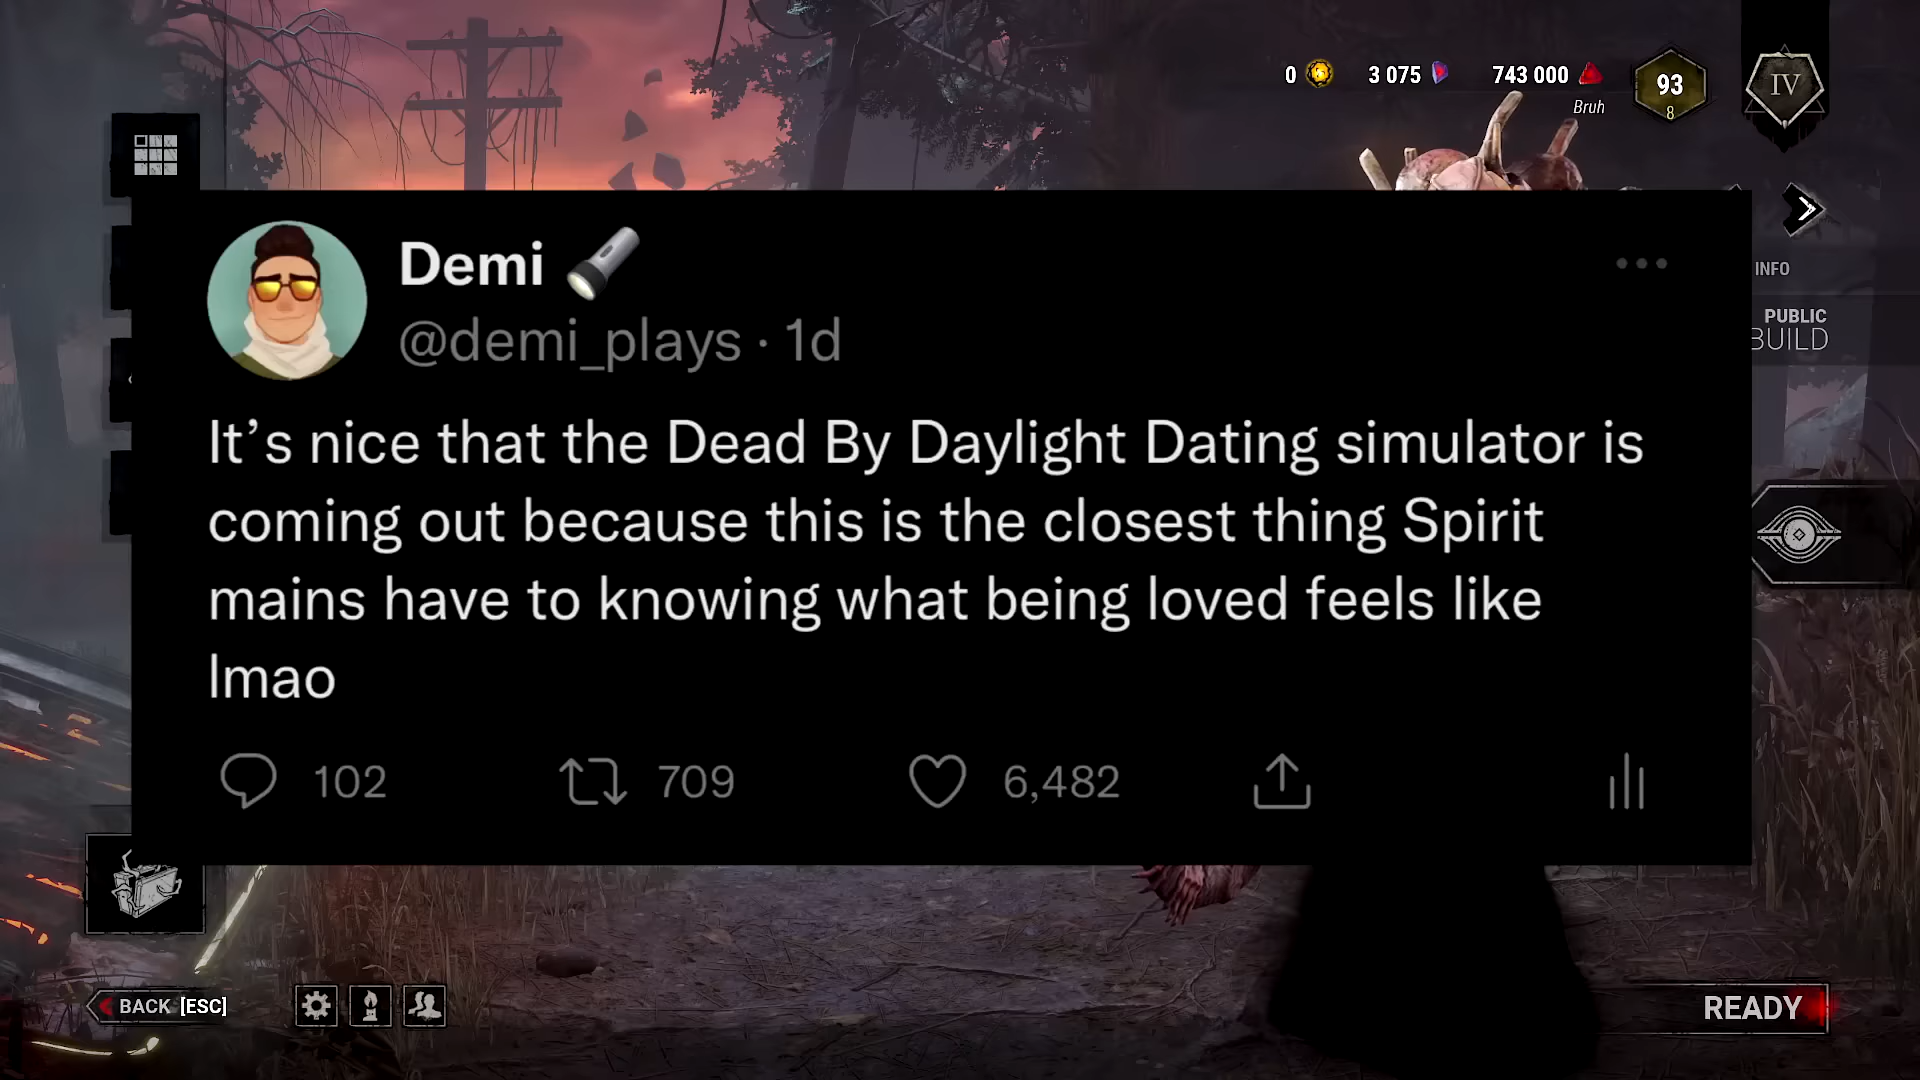 0 3 075 743 000
Bruh
93
8
IV
Demi
@demi_plays · 1d
INFO
PUBLIC
BUILD
It’s nice that the Dead By Daylight Dating simulator is
coming out because this is the closest thing Spirit
mains have to knowing what being loved feels like
lmao
102 709 6,482
BACK [ESC]
READY